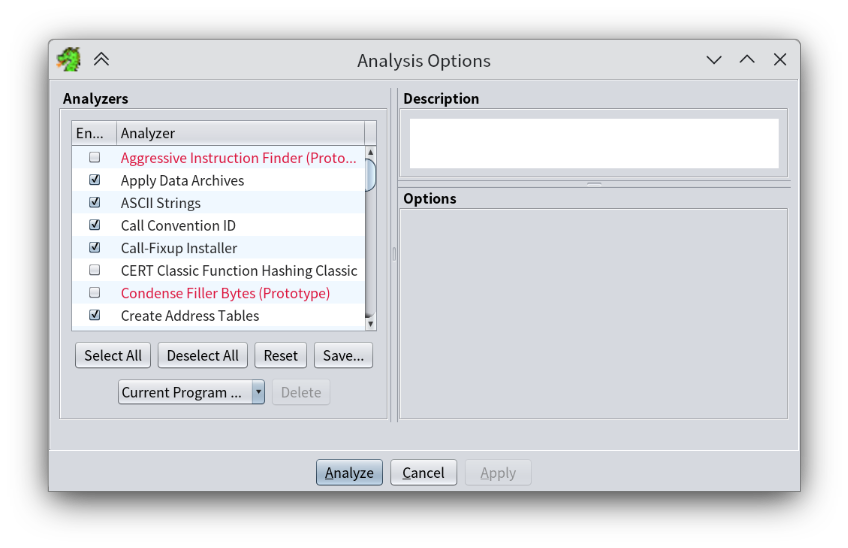 Analysis Options
Analyzers
En... Analyzer
Aggressive Instruction Finder (Proto...
Apply Data Archives
ASCII Strings
Call Convention ID
Call-Fixup Installer
CERT Classic Function Hashing Classic
Condense Filler Bytes (Prototype)
Create Address Tables
Select All Deselect All Reset Save...
Current Program ... Delete
Description
Options
Analyze Cancel Apply